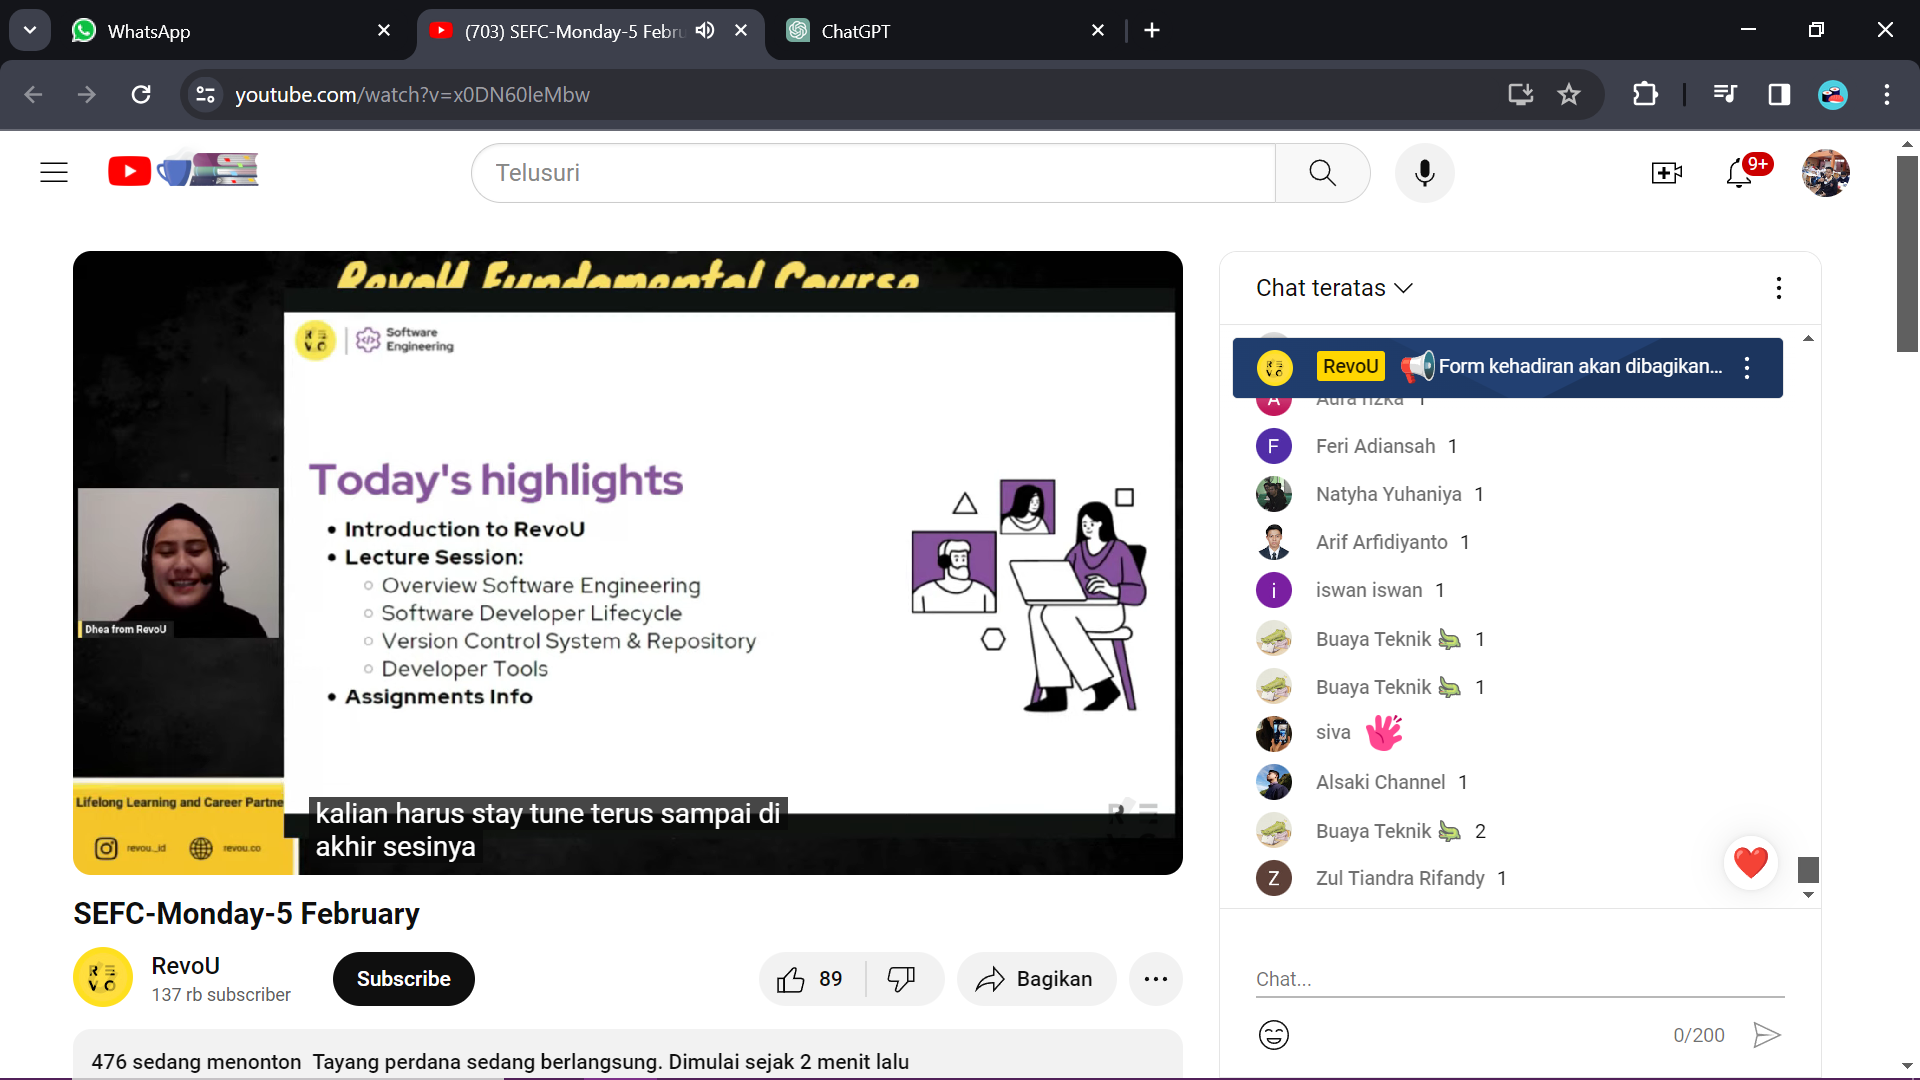 WhatsApp
(703) SEFC-Monday-5 Febru
ChatGPT
youtube.com/watch?v=x0DN60leMbw
Telusuri
9+
RevoU Fundamental Course
Software
Engineering
Today's highlights
• Introduction to RevoU
• Lecture Session:
○ Overview Software Engineering
○ Software Developer Lifecycle
○ Version Control System & Repository
○ Developer Tools
• Assignments Info
Dhea from RevoU
Lifelong Learning and Career Partne
revou_id
revou.co
kalian harus stay tune terus sampai di
akhir sesinya
SEFC-Monday-5 February
RevoU
137 rb subscriber
Subscribe
89
Bagikan
476 sedang menonton Tayang perdana sedang berlangsung. Dimulai sejak 2 menit lalu
Chat teratas
RevoU 📢Form kehadiran akan dibagikan...
Aura rizka 1
Feri Adiansah 1
Natyha Yuhaniya 1
Arif Arfidiyanto 1
iswan iswan 1
Buaya Teknik 🐊 1
Buaya Teknik 🐊 1
siva
Alsaki Channel 1
Buaya Teknik 🐊 2
Zul Tiandra Rifandy 1
Chat...
0/200